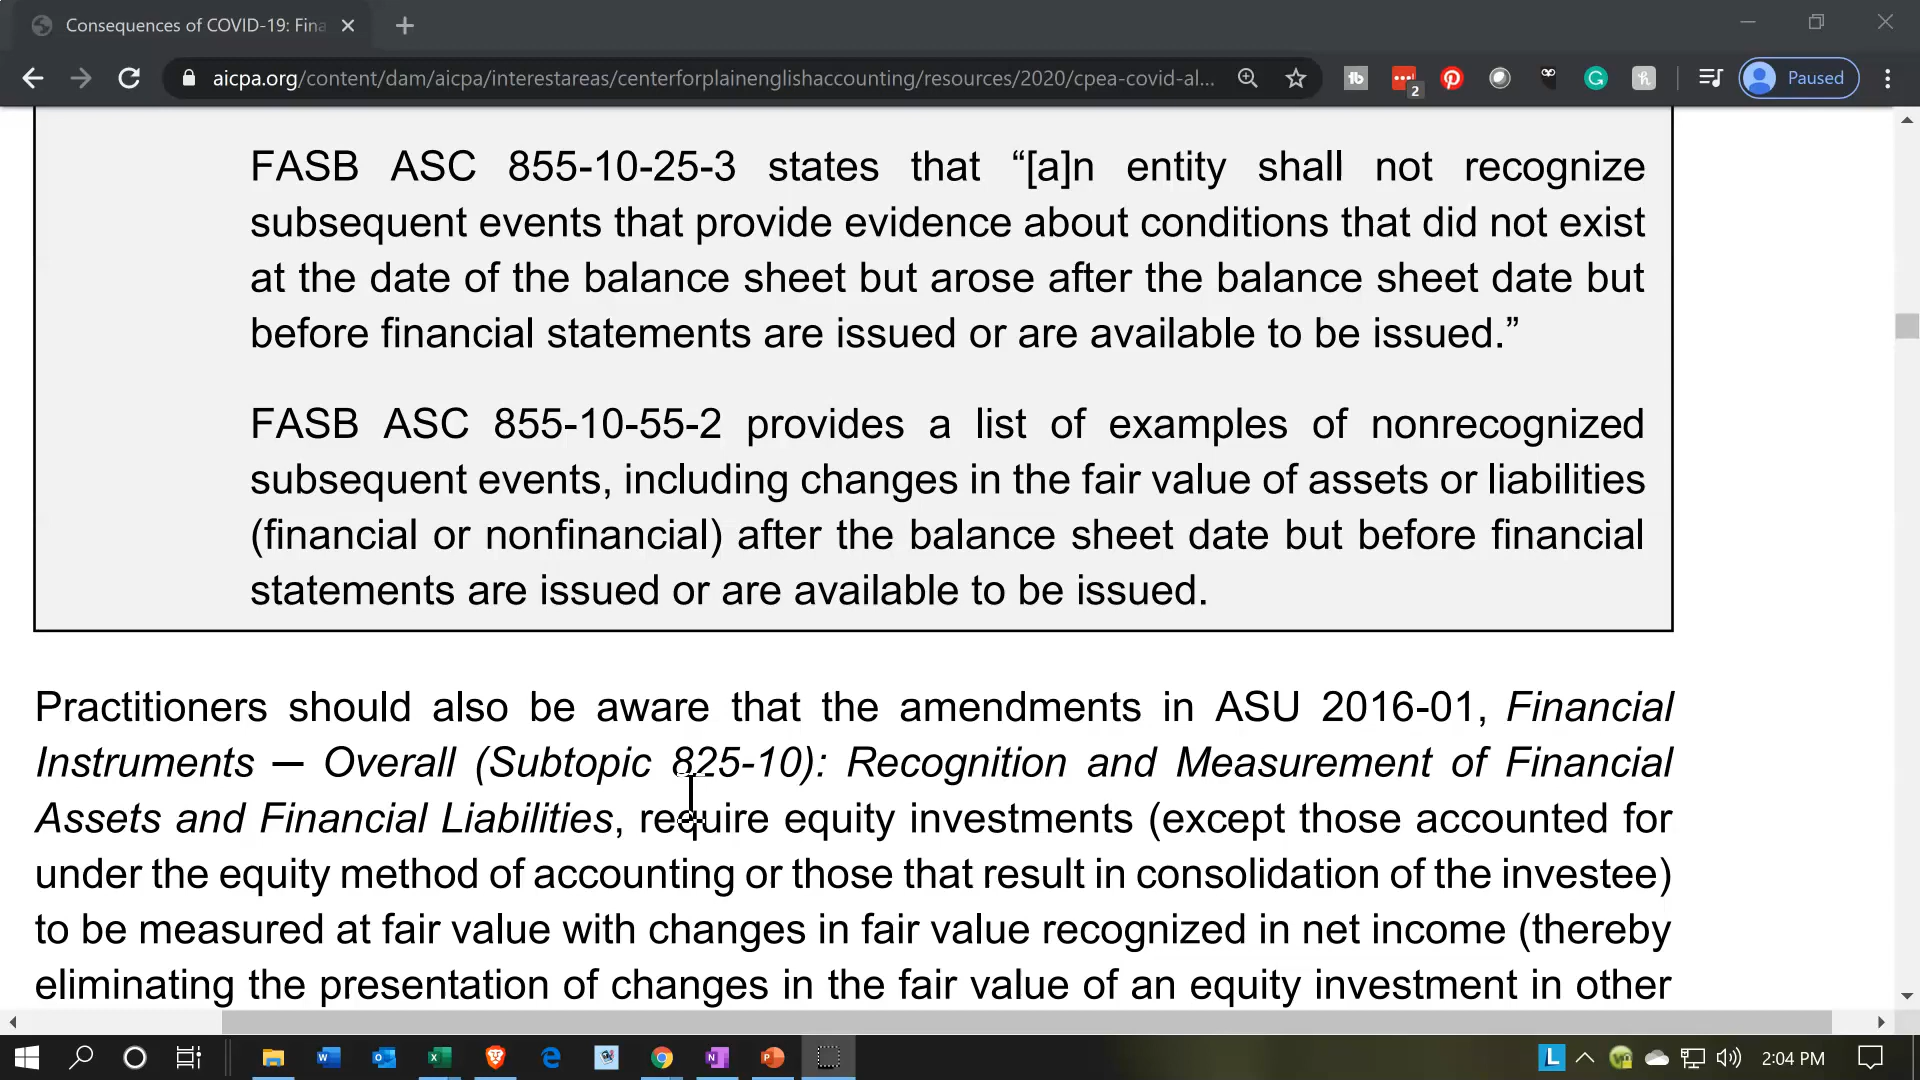 Consequences of COVID-19: Fina
aicpa.org/content/dam/aicpa/interestareas/centerforplainenglishaccounting/resources/2020/cpea-covid-al...
2
Paused
FASB ASC 855-10-25-3 states that “[a]n entity shall not recognize
subsequent events that provide evidence about conditions that did not exist
at the date of the balance sheet but arose after the balance sheet date but
before financial statements are issued or are available to be issued.”
FASB ASC 855-10-55-2 provides a list of examples of nonrecognized
subsequent events, including changes in the fair value of assets or liabilities
(financial or nonfinancial) after the balance sheet date but before financial
statements are issued or are available to be issued.
Practitioners should also be aware that the amendments in ASU 2016-01, Financial
Instruments — Overall (Subtopic 825-10): Recognition and Measurement of Financial
Assets and Financial Liabilities, require equity investments (except those accounted for
under the equity method of accounting or those that result in consolidation of the investee)
to be measured at fair value with changes in fair value recognized in net income (thereby
eliminating the presentation of changes in the fair value of an equity investment in other
2:04 PM